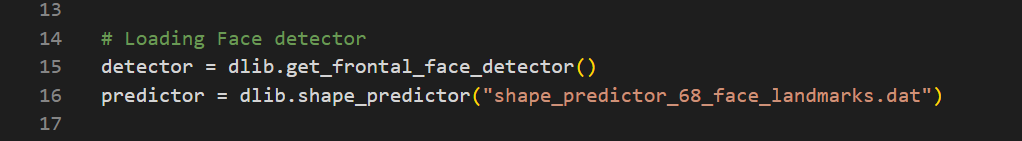 13
14 # Loading Face detector
15 detector = dlib.get_frontal_face_detector()
16 predictor = dlib.shape_predictor("shape_predictor_68_face_landmarks.dat")
17